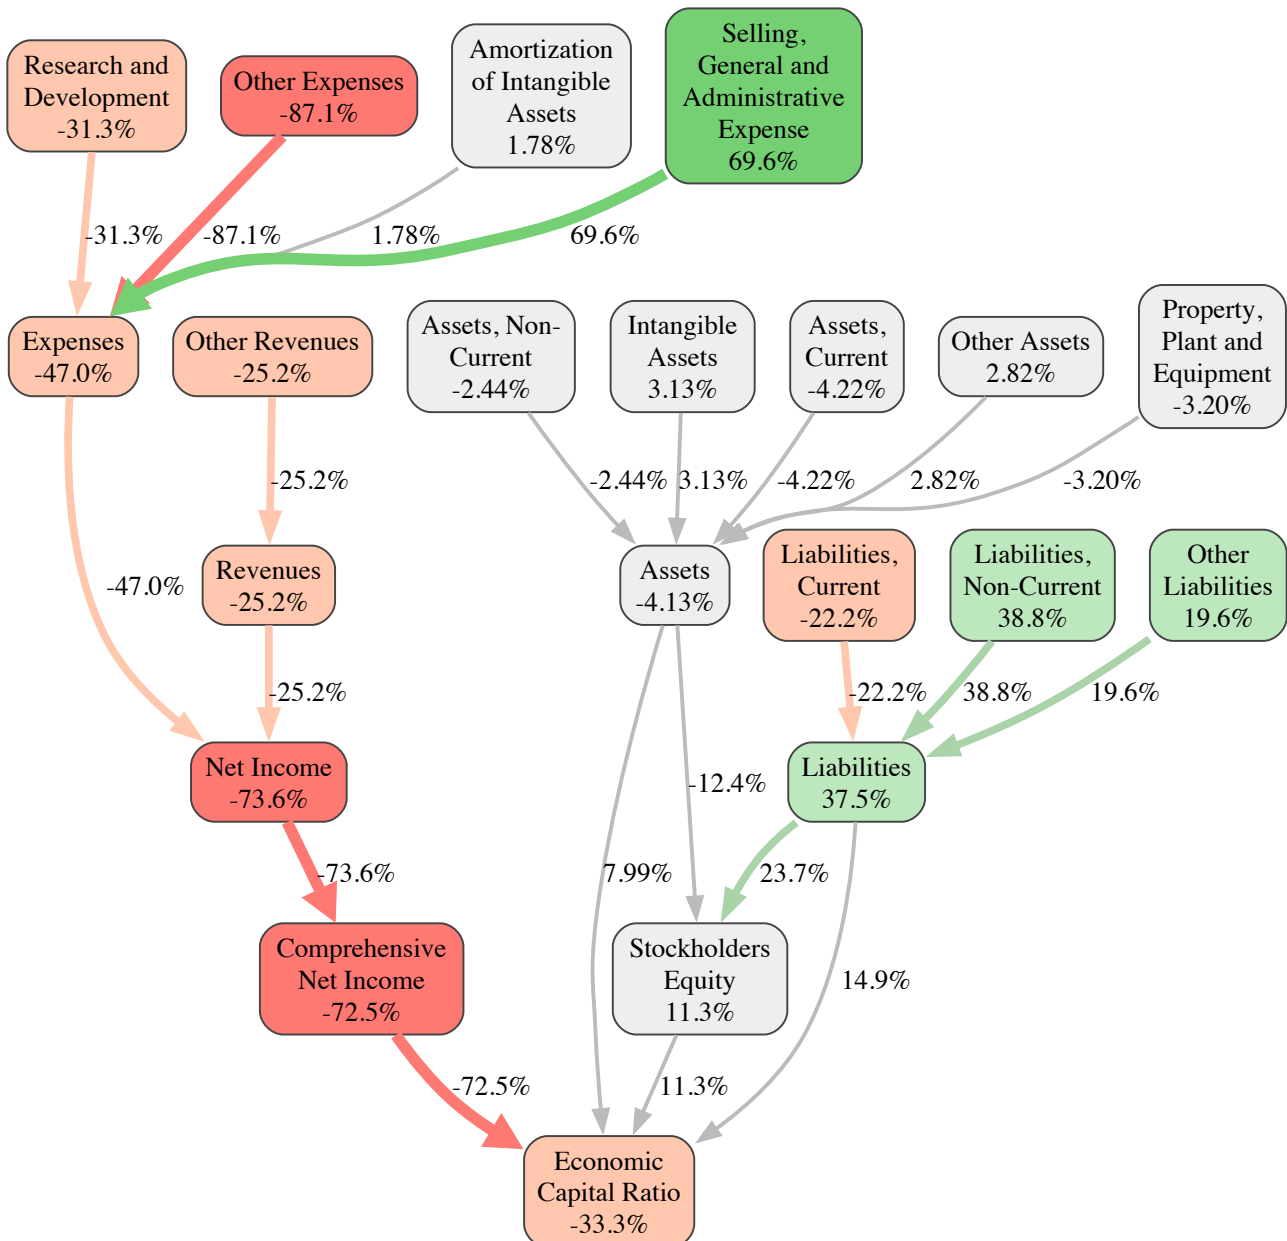 Research and
Development
-31.3%
Other Expenses
-87.1%
Amortization
of Intangible
Assets
1.78%
Selling,
General and
Administrative
Expense
69.6%
-31.3%
-87.1%
1.78%
69.6%
Expenses
-47.0%
Other Revenues
-25.2%
Assets, Non-
Current
-2.44%
Intangible
Assets
3.13%
Assets,
Current
-4.22%
Other Assets
2.82%
Property,
Plant and
Equipment
-3.20%
-25.2%
-2.44%
3.13%
-4.22%
2.82%
-3.20%
-47.0%
Revenues
-25.2%
Assets
-4.13%
Liabilities,
Current
-22.2%
Liabilities,
Non-Current
38.8%
Other
Liabilities
19.6%
-25.2%
-22.2%
38.8%
19.6%
Net Income
-73.6%
-12.4%
Liabilities
37.5%
-73.6%
7.99%
23.7%
Comprehensive
Net Income
-72.5%
Stockholders
Equity
11.3%
14.9%
-72.5%
11.3%
Economic
Capital Ratio
-33.3%